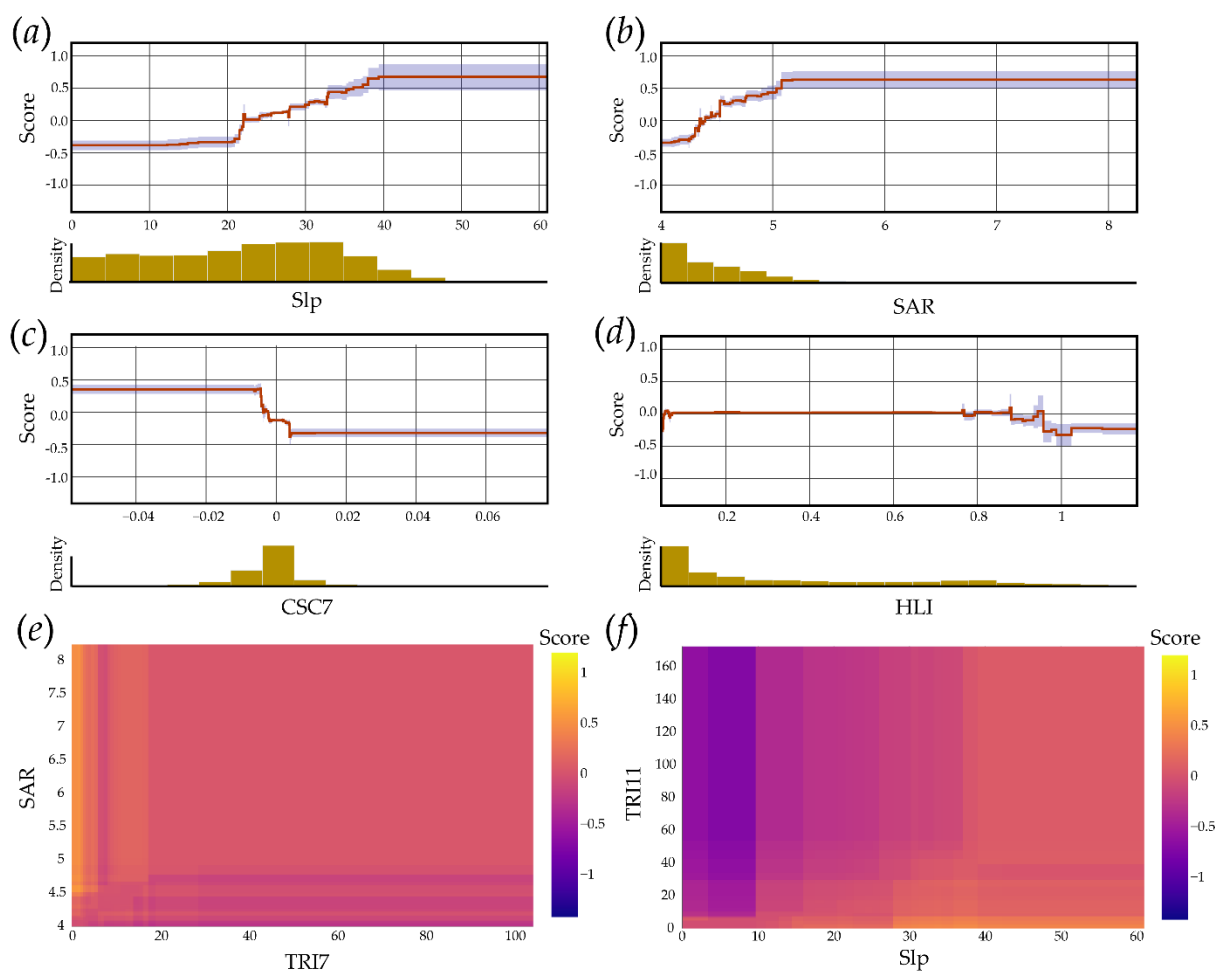 (a)
1.0
0.5
0.0
-0.5
-1.0
Score
0 10 20 30 40 50 60
Density
Slp
(b)
1.0
0.5
0.0
-0.5
-1.0
Score
4 5 6 7 8
Density
SAR
(c)
1.0
0.5
0.0
-0.5
-1.0
Score
−0.04 −0.02 0 0.02 0.04 0.06
Density
CSC7
(d)
1.0
0.5
0.0
-0.5
-1.0
Score
0.2 0.4 0.6 0.8 1
Density
HLI
(e)
Score
8
7.5
7
6.5
6
5.5
5
4.5
4
SAR
0 20 40 60 80 100
TRI7
1
0.5
0
−0.5
−1
(f)
Score
160
140
120
100
80
60
40
20
0
TRI11
0 10 20 30 40 50 60
Slp
1
0.5
0
−0.5
−1